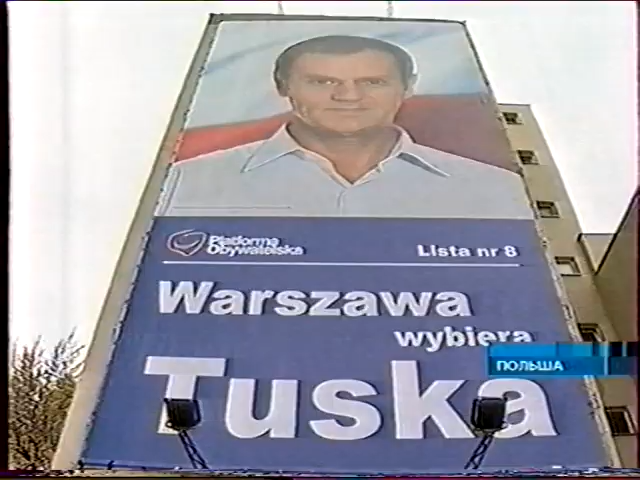 Platforma
Obywatelska
Lista nr 8
Warszawa
wybiera
Tuska
ПОЛЬША